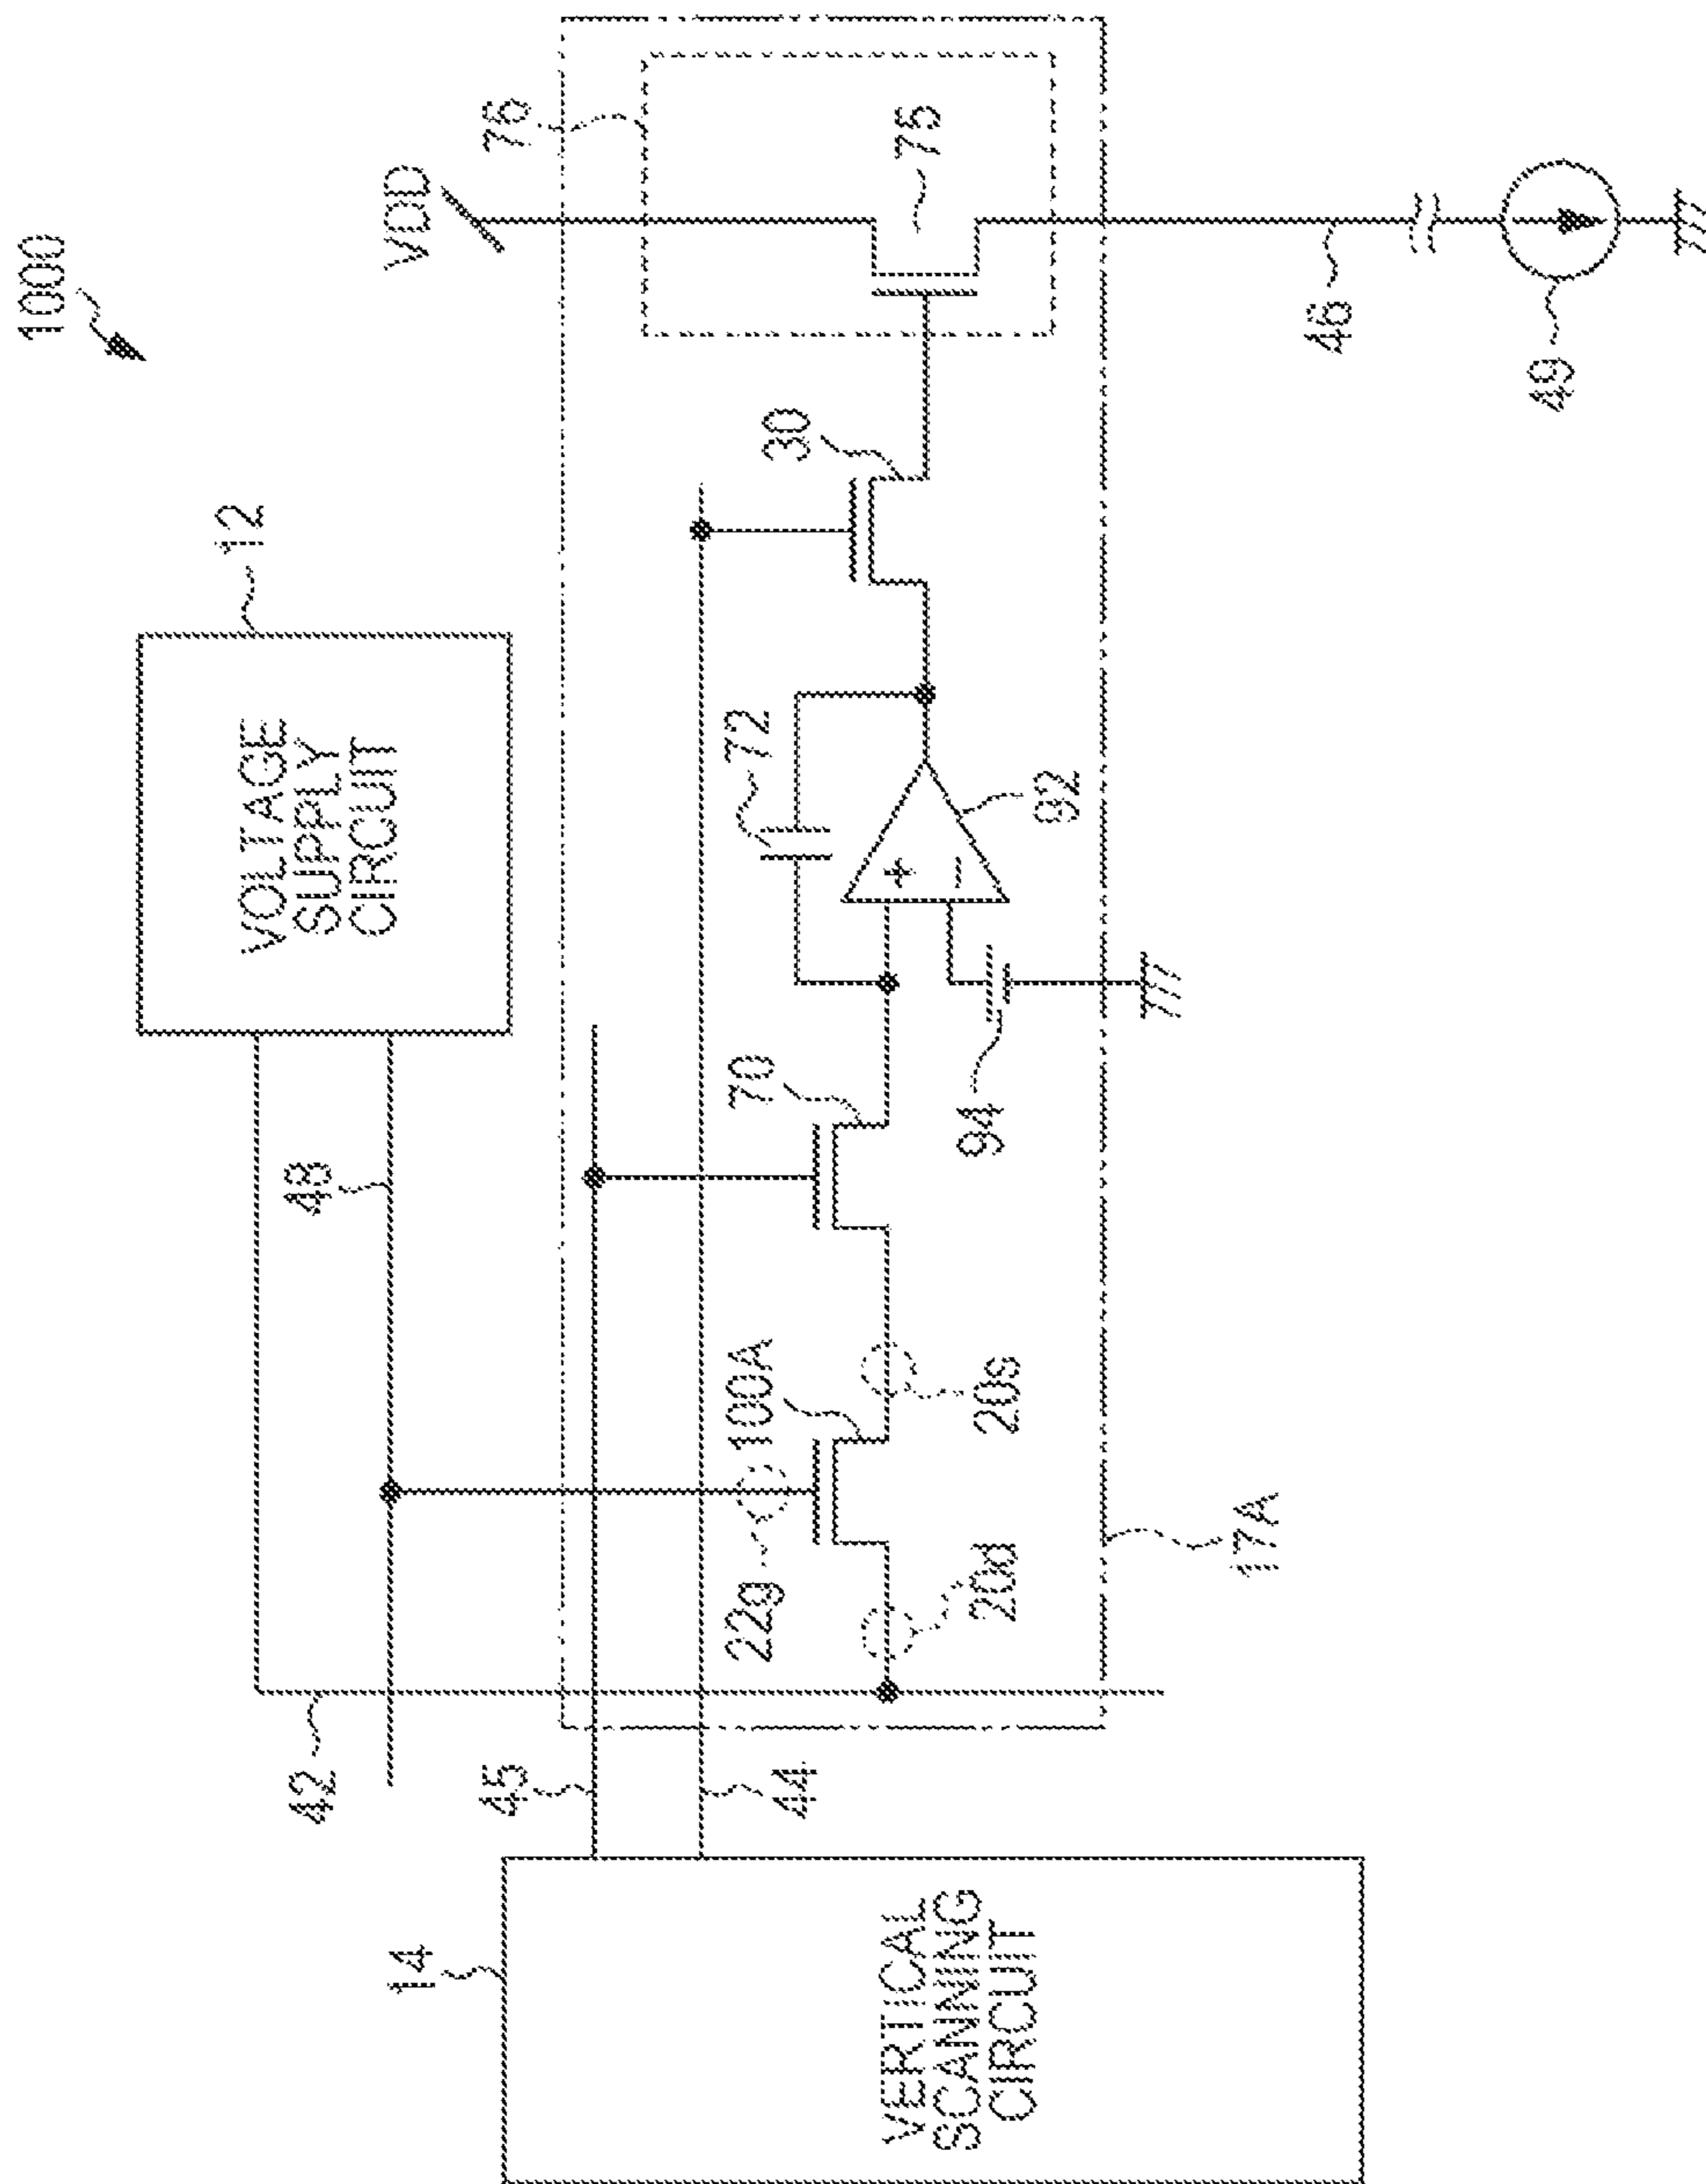 1000
12
VOLTAGE
SUPPLY
CIRCUIT
VDD
76
48
42
75
30
72
70
100A
22g
45
44
14
VERTICAL
SCANNING
CIRCUIT
+
−
92
94
20s
20d
17A
46
49